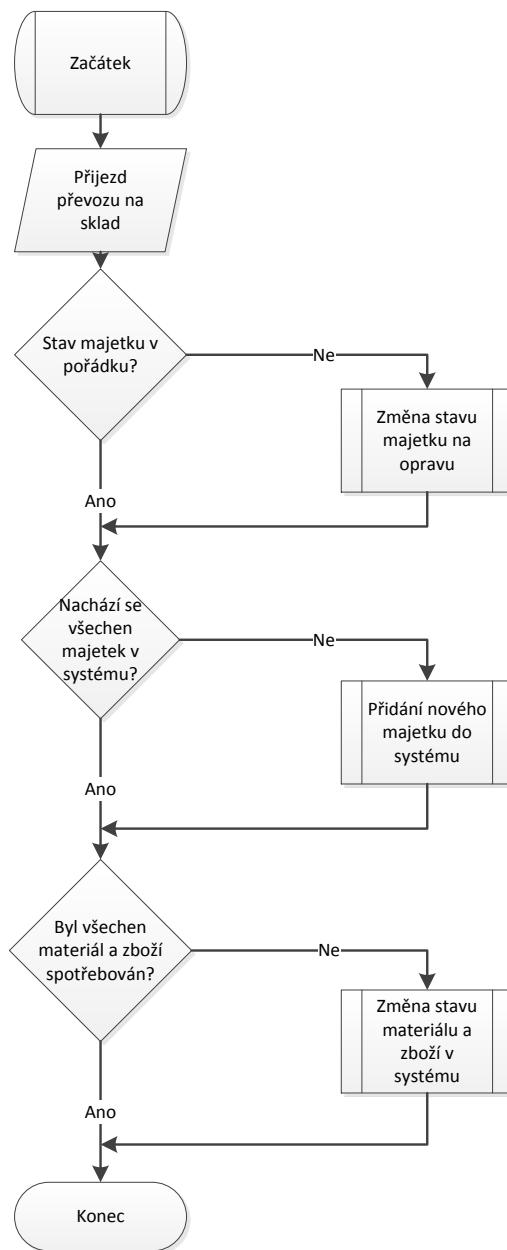 Začátek
Přijezd
převozu na
sklad
Stav majetku v
pořádku?
Ne
Změna stavu
majetku na
opravu
Ano
Nachází se
všechen
majetek v
systému?
Ne
Přidání nového
majetku do
systému
Ano
Byl všechen
materiál a zboží
spotřebován?
Ne
Změna stavu
materiálu a
zboží v
systému
Ano
Konec